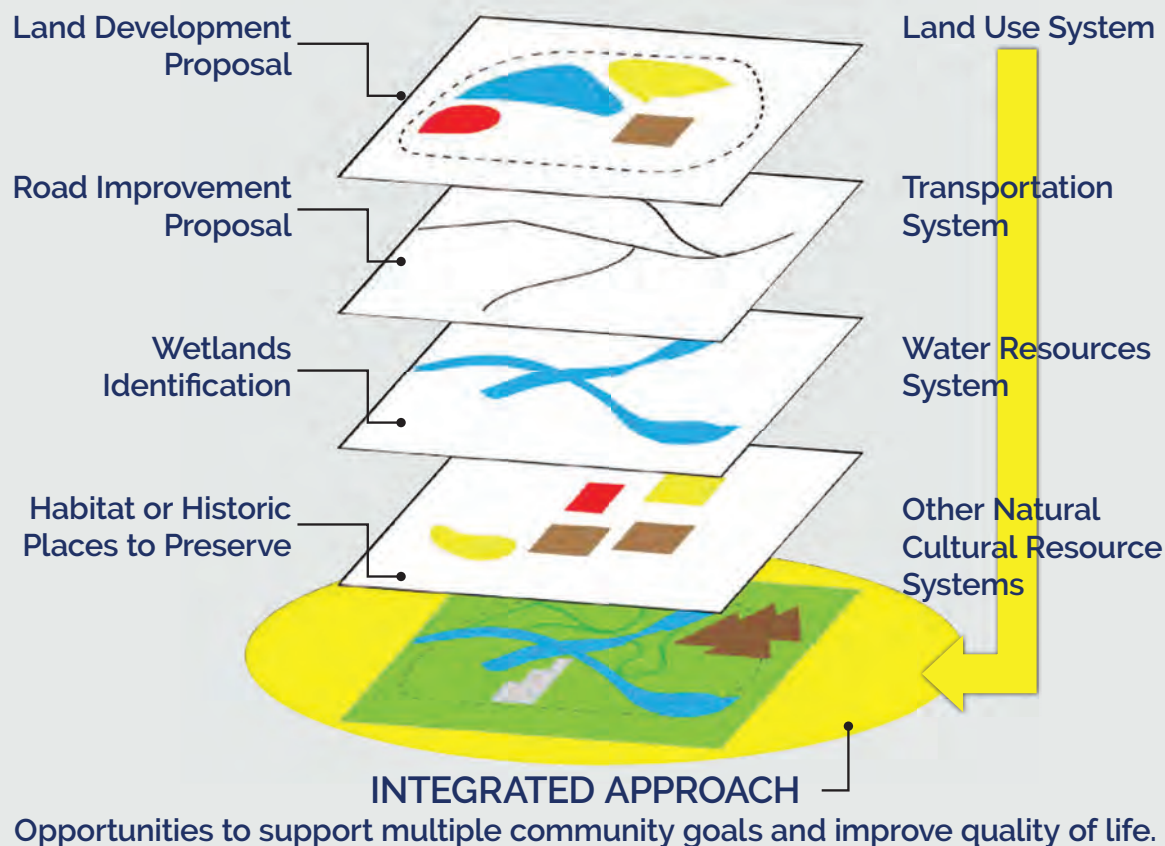 Land Development
Proposal
Land Use System
Road Improvement
Proposal
Transportation
System
Wetlands
Identification
Water Resources
System
Habitat or Historic
Places to Preserve
Other Natural
Cultural Resource
Systems
INTEGRATED APPROACH
Opportunities to support multiple community goals and improve quality of life.